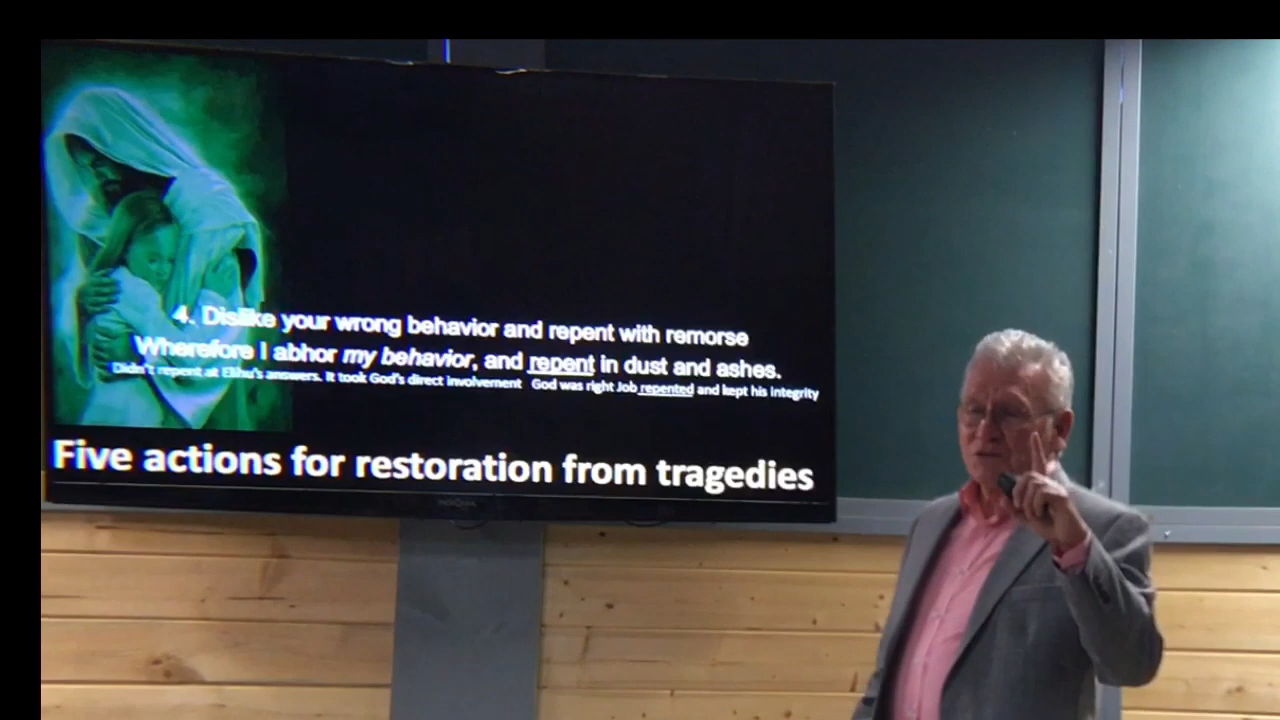 4. Dislike your wrong behavior and repent with remorse
Wherefore I abhor my behavior, and repent in dust and ashes.
Didn't repent at Elihu's answers. It took God's direct involvement God was right Job repented and kept his integrity
Five actions for restoration from tragedies
INSIGNIA